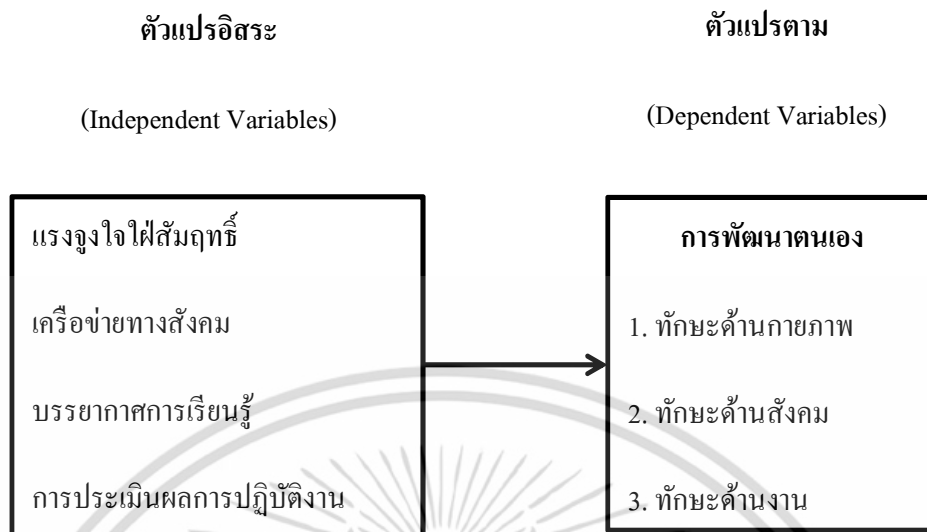 ตัวแปรอิสระ
(Independent Variables)
แรงจูงใจใฝ่สัมฤทธิ์
เครือข่ายทางสังคม
บรรยากาศการเรียนรู้
การประเมินผลการปฏิบัติงาน
ตัวแปรตาม
(Dependent Variables)
การพัฒนาตนเอง
1. ทักษะด้านกายภาพ
2. ทักษะด้านสังคม
3. ทักษะด้านงาน